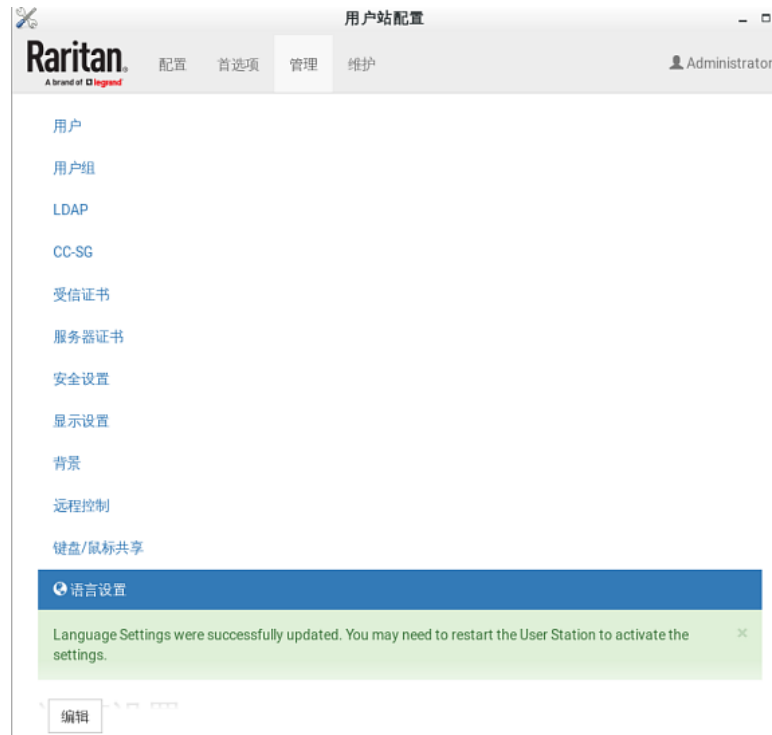 用户站配置
Raritan.
A brand of legrand
配置 首选项 管理 维护 Administrator
用户
用户组
LDAP
CC-SG
受信证书
服务器证书
安全设置
显示设置
背景
远程控制
键盘/鼠标共享
语言设置
Language Settings were successfully updated. You may need to restart the User Station to activate the
settings.
编辑